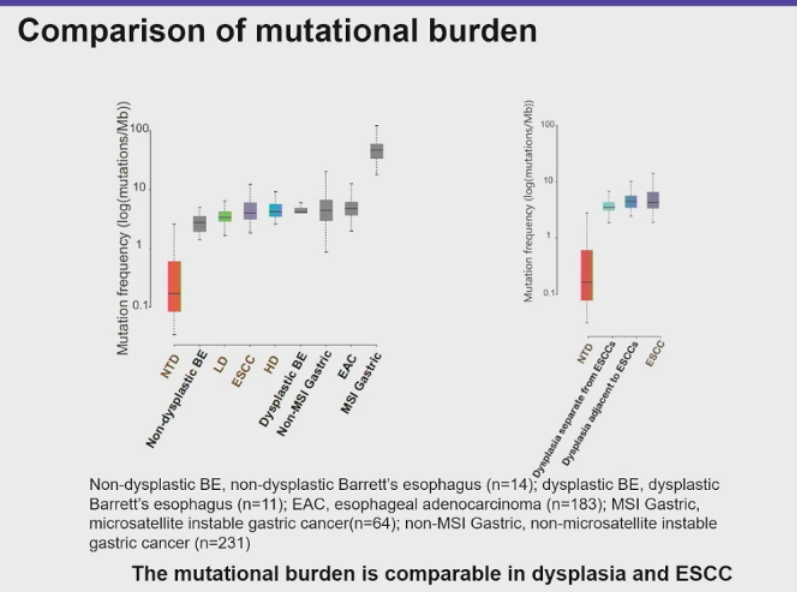 Comparison of mutational burden
Mutation frequency (log(mutations/Mb))
100
10
1
0.1
NTD
Non-dysplastic BE
LD
ESCC
HD
Dysplastic BE
Non-MSI Gastric
EAC
MSI Gastric
Mutation frequency (log(mutations/Mb))
100
10
1
0.1
NTD
Dysplasia separate from ESCCs
Dysplasia adjacent to ESCCs
ESCC
Non-dysplastic BE, non-dysplastic Barrett's esophagus (n=14); dysplastic BE, dysplastic
Barrett's esophagus (n=11); EAC, esophageal adenocarcinoma (n=183); MSI Gastric,
microsatellite instable gastric cancer(n=64); non-MSI Gastric, non-microsatellite instable
gastric cancer (n=231)
The mutational burden is comparable in dysplasia and ESCC